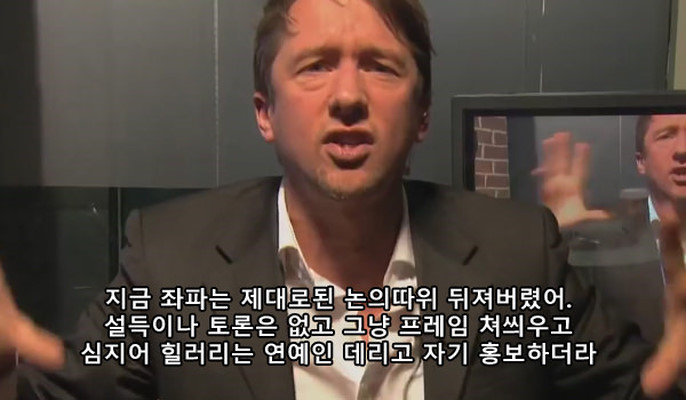 지금 좌파는 제대로된 논의따위 뒤져버렸어.
설득이나 토론은 없고 그냥 프레임 쳐씌우고
심지어 힐러리는 연예인 데리고 자기 홍보하더라